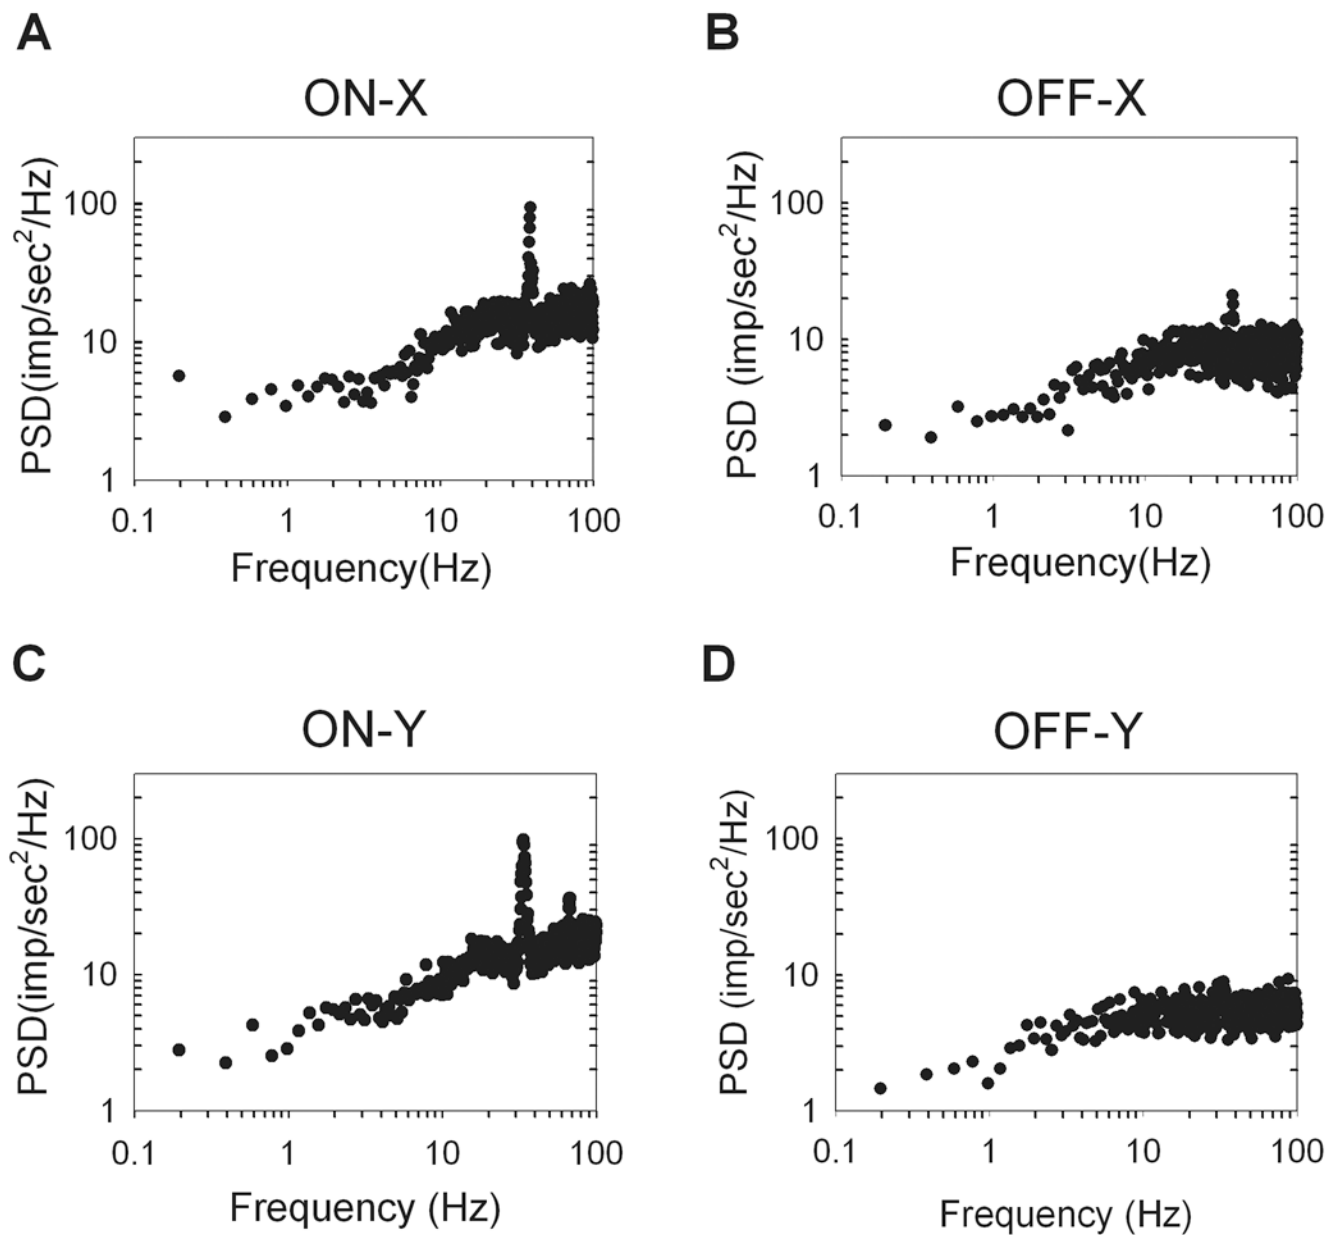 A
B
ON-X
OFF-X
PSD(imp/sec²/Hz)
100
10
1
0.1 1 10 100
Frequency(Hz)
PSD (imp/sec²/Hz)
100
10
1
0.1 1 10 100
Frequency(Hz)
C
D
ON-Y
OFF-Y
PSD(imp/sec²/Hz)
100
10
1
0.1 1 10 100
Frequency (Hz)
PSD (imp/sec²/Hz)
100
10
1
0.1 1 10 100
Frequency (Hz)